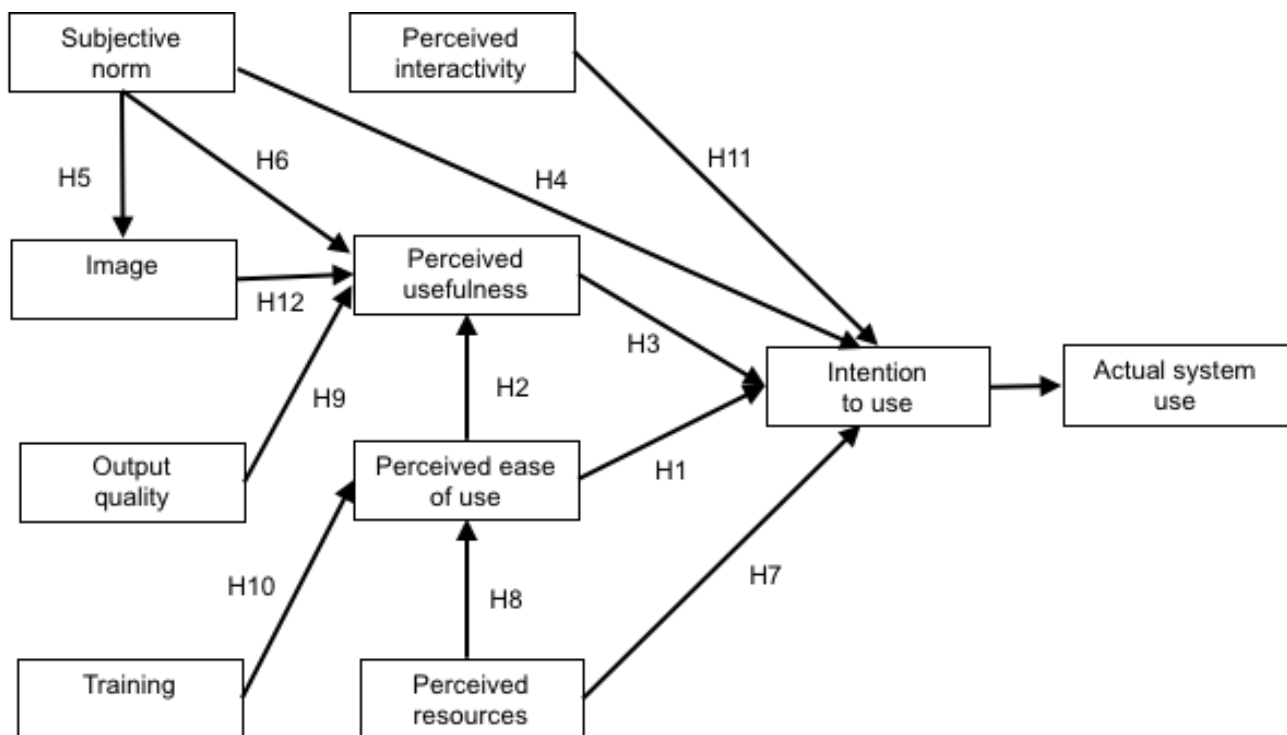 Subjective
norm
Perceived
interactivity
H5
H6
H4
H11
Image
H12
Perceived
usefulness
H3
H9
H2
Intention
to use
Actual system
use
Output
quality
Perceived ease
of use
H1
H10
H8
H7
Training
Perceived
resources